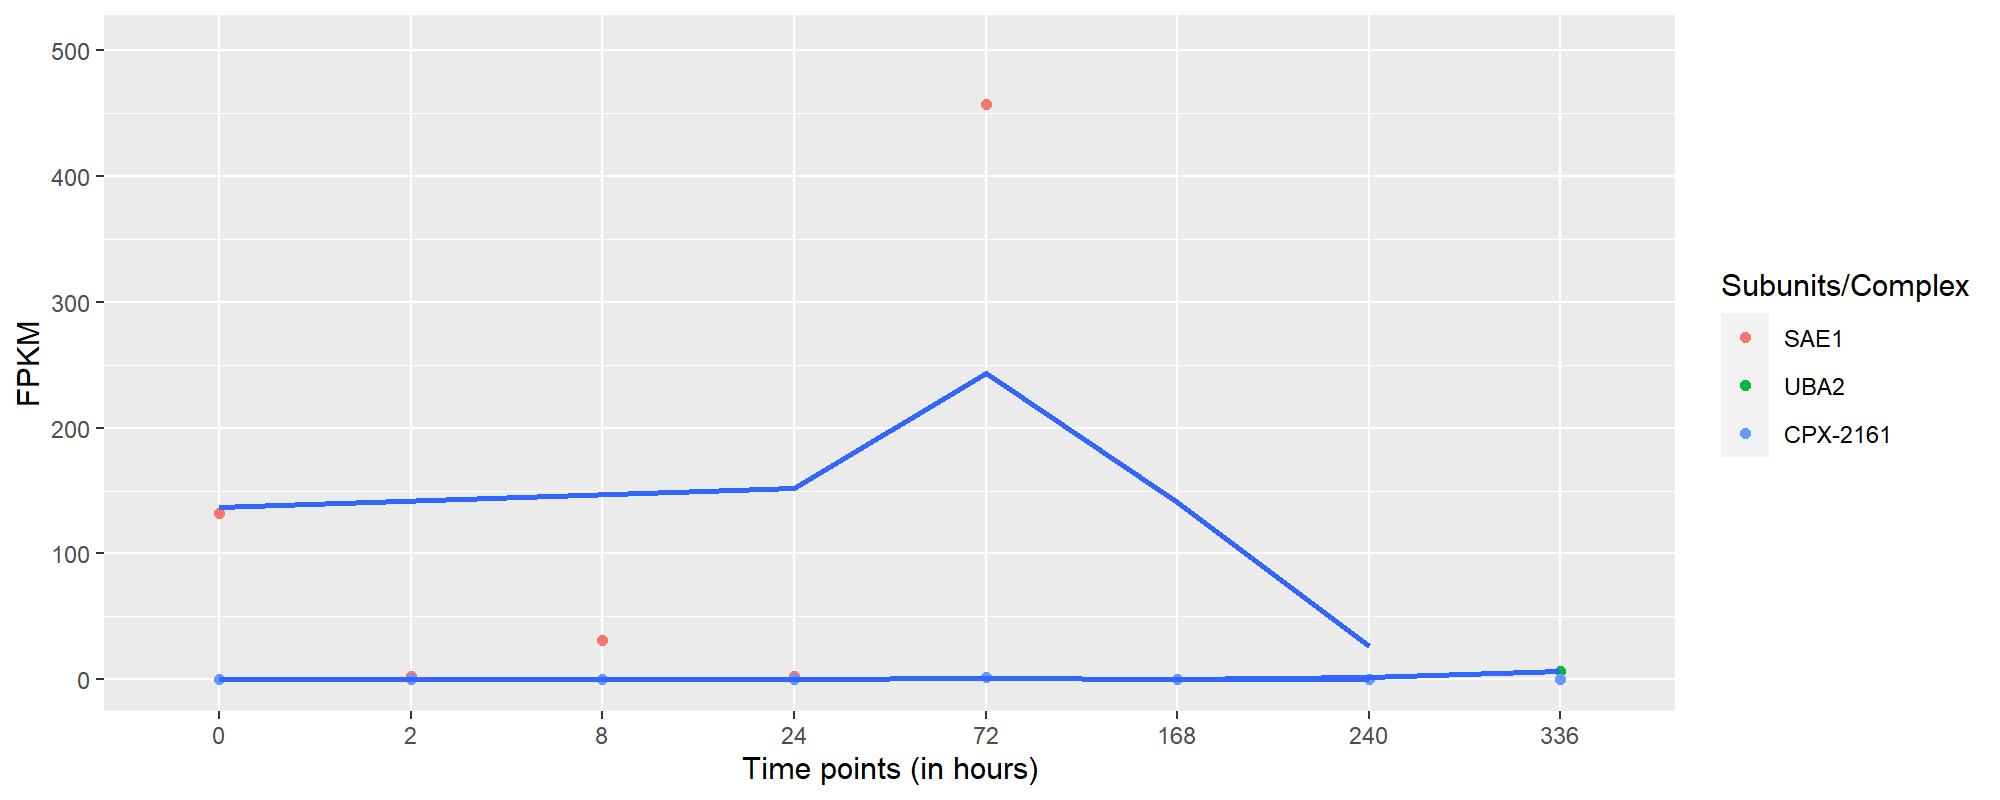 500
400
300
200
100
0
FPKM
0 2 8 24 72 168 240 336
Time points (in hours)
Subunits/Complex
SAE1
UBA2
CPX-2161